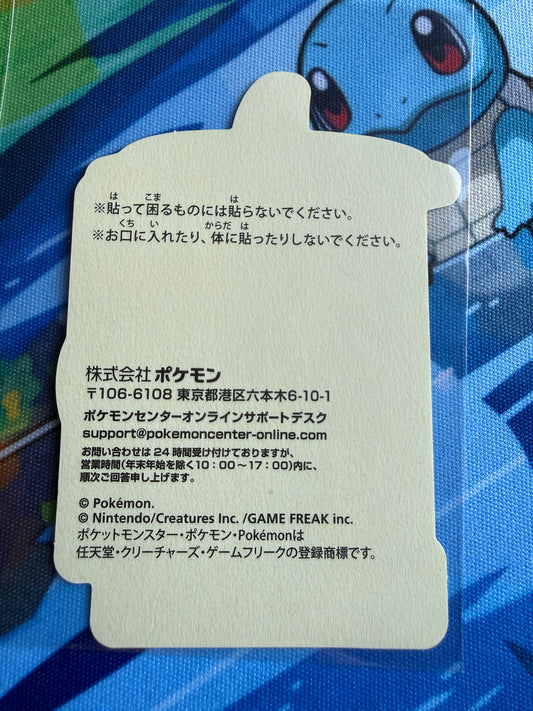 ※貼って困るものには貼らないでください。
※お口に入れたり、体に貼ったりしないでください。
株式会社 ポケモン
〒106-6108 東京都港区六本木6-10-1
ポケモンセンターオンラインサポートデスク
support@pokemoncenter-online.com
お問い合わせは24時間受け付けておりますが、
営業時間(年末年始を除く10：00～17：00)内に、
順次ご回答申し上げます。
© Pokémon.
© Nintendo/Creatures Inc. /GAME FREAK inc.
ポケットモンスター・ポケモン・Pokémonは
任天堂・クリーチャーズ・ゲームフリークの登録商標です。